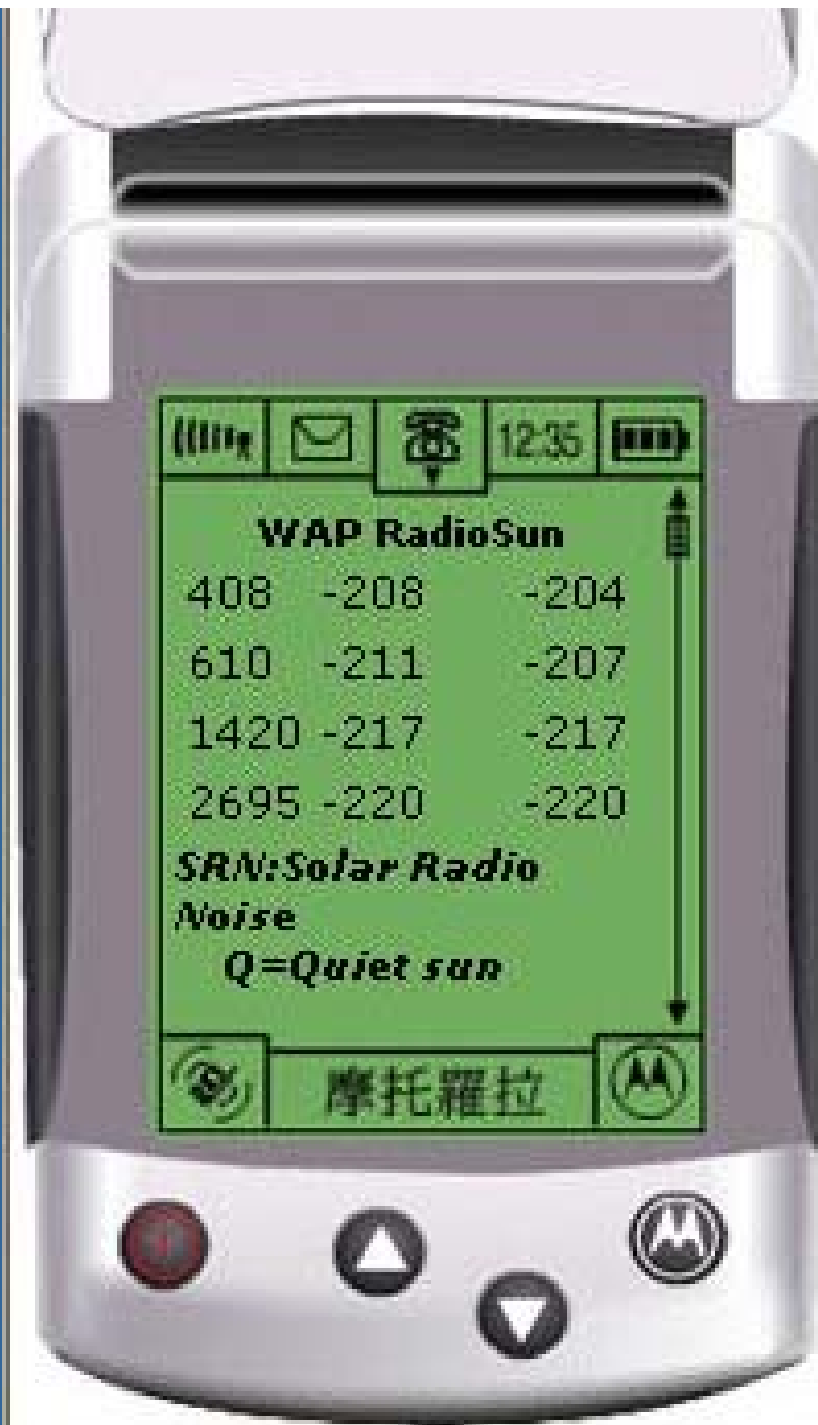 12:35
WAP RadioSun
408 -208 -204
610 -211 -207
1420 -217 -217
2695 -220 -220
SRN:Solar Radio
Noise
Q=Quiet sun
摩托羅拉